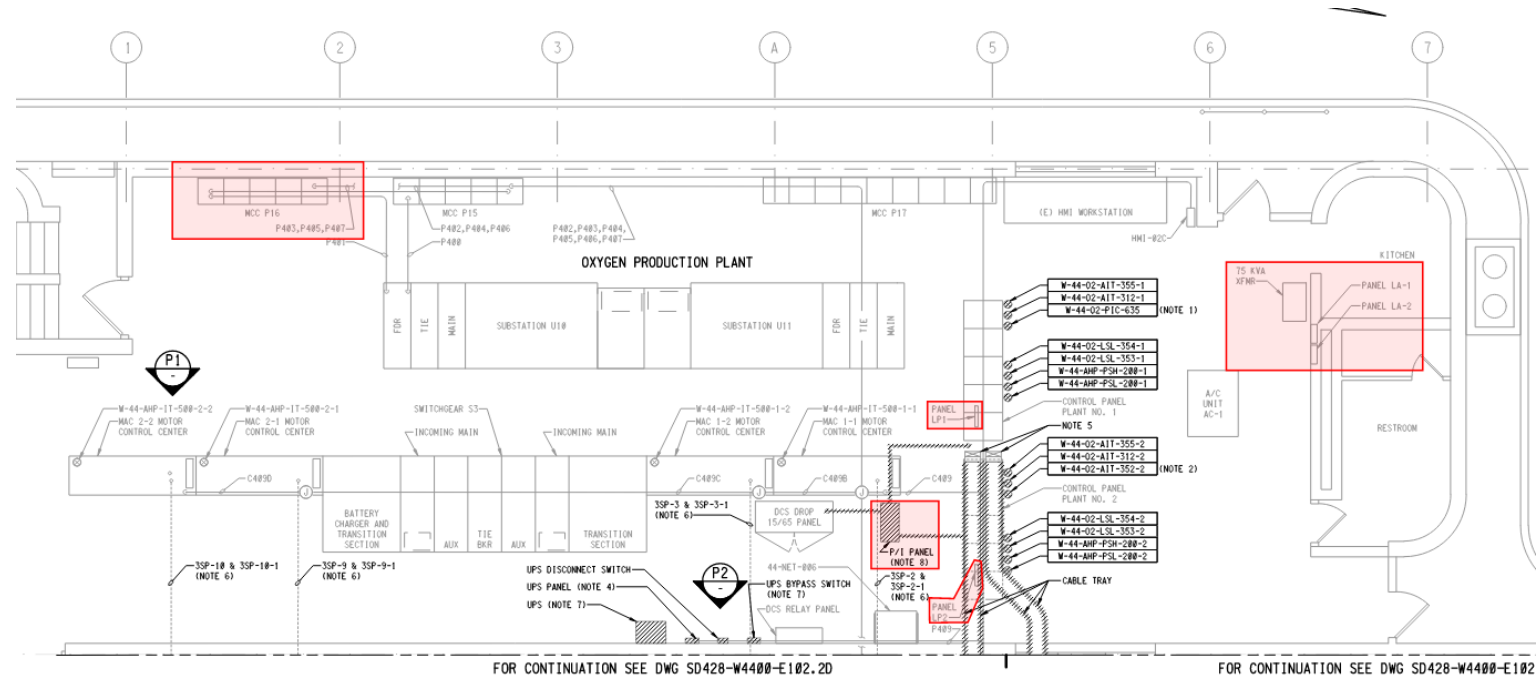 1
2
3
A
5
6
7
MCC P16
P403,P405,P407
P401
MCC P15
P402,P404,P406
P400
P402,P403,P404,
P405,P406,P407
MCC P17
(E) HMI WORKSTATION
HMI-02C
OXYGEN PRODUCTION PLANT
KITCHEN
75 KVA
XFMR
PANEL LA-1
PANEL LA-2
FDR
TIE
MAIN
SUBSTATION U10
SUBSTATION U11
FDR
TIE
MAIN
W-44-02-AIT-355-1
W-44-02-AIT-312-1
W-44-02-PIC-635
(NOTE 1)
W-44-02-LSL-354-1
W-44-02-LSL-353-1
W-44-AHP-PSH-200-1
W-44-AHP-PSL-200-1
P1
-
A/C
UNIT
AC-1
RESTROOM
W-44-AHP-IT-500-2-2
MAC 2-2 MOTOR
CONTROL CENTER
W-44-AHP-IT-500-2-1
MAC 2-1 MOTOR
CONTROL CENTER
SWITCHGEAR S3
INCOMING MAIN
INCOMING MAIN
W-44-AHP-IT-500-1-2
MAC 1-2 MOTOR
CONTROL CENTER
W-44-AHP-IT-500-1-1
MAC 1-1 MOTOR
CONTROL CENTER
PANEL
LP1
CONTROL PANEL
PLANT NO. 1
NOTE 5
W-44-02-AIT-355-2
W-44-02-AIT-312-2
W-44-02-AIT-352-2
(NOTE 2)
CONTROL PANEL
PLANT NO. 2
C409D
J
C409C
C409B
J
C409
BATTERY
CHARGER AND
TRANSITION
SECTION
AUX
TIE
BKR
AUX
TRANSITION
SECTION
3SP-3 & 3SP-3-1
(NOTE 6)
DCS DROP
15/65 PANEL
P/I PANEL
(NOTE 8)
W-44-02-LSL-354-2
W-44-02-LSL-353-2
W-44-AHP-PSH-200-2
W-44-AHP-PSL-200-2
3SP-10 & 3SP-10-1
(NOTE 6)
3SP-9 & 3SP-9-1
(NOTE 6)
UPS DISCONNECT SWITCH
UPS PANEL (NOTE 4)
UPS (NOTE 7)
P2
-
44-NET-006
UPS BYPASS SWITCH
(NOTE 7)
DCS RELAY PANEL
3SP-2 &
3SP-2-1
(NOTE 6)
PANEL
LP2
P409
CABLE TRAY
FOR CONTINUATION SEE DWG SD428-W4400-E102.2D
FOR CONTINUATION SEE DWG SD428-W4400-E102